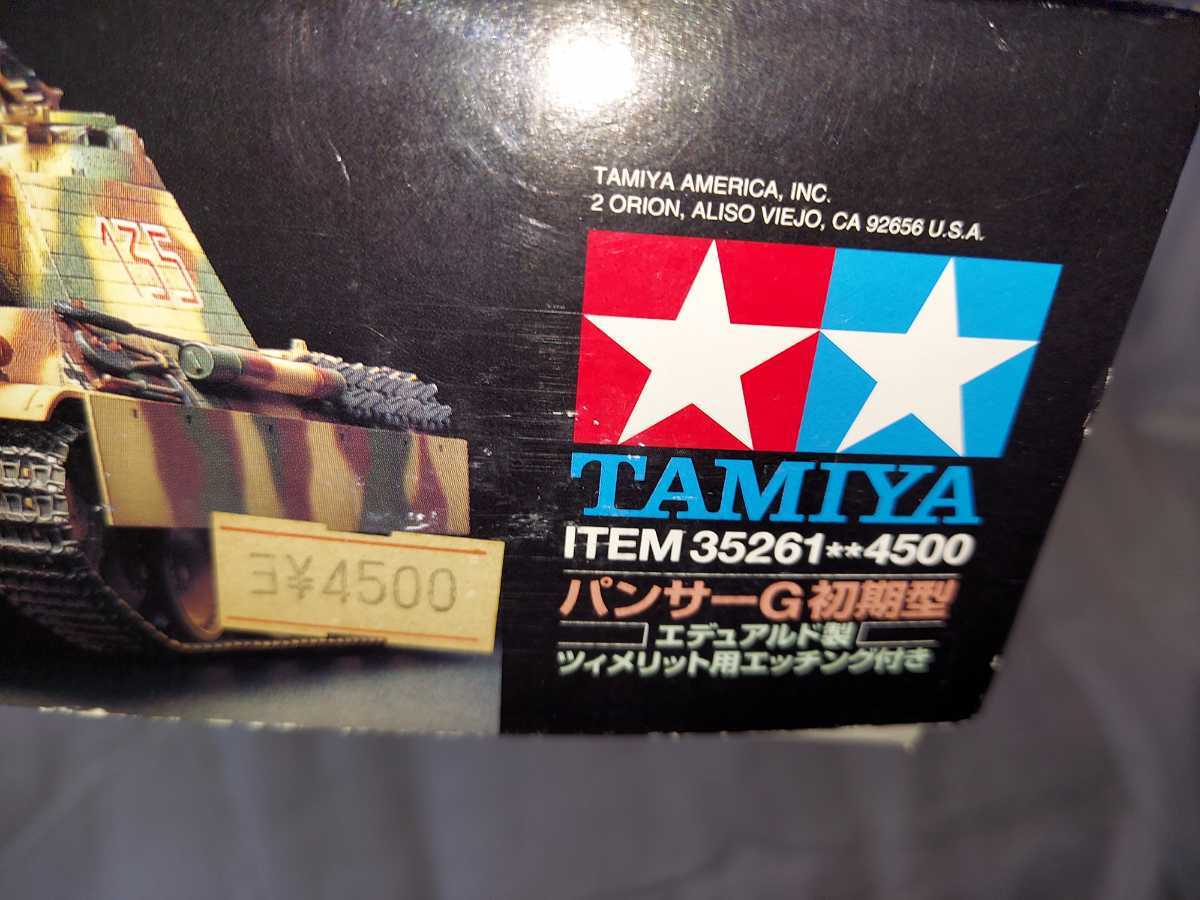 TAMIYA AMERICA, INC.
2 ORION, ALISO VIEJO, CA 92656 U.S.A.
135
TAMIYA
ITEM 35261**4500
ヨ¥4500
パンサーG初期型
エデュアルド製
ツィメリット用エッチング付き